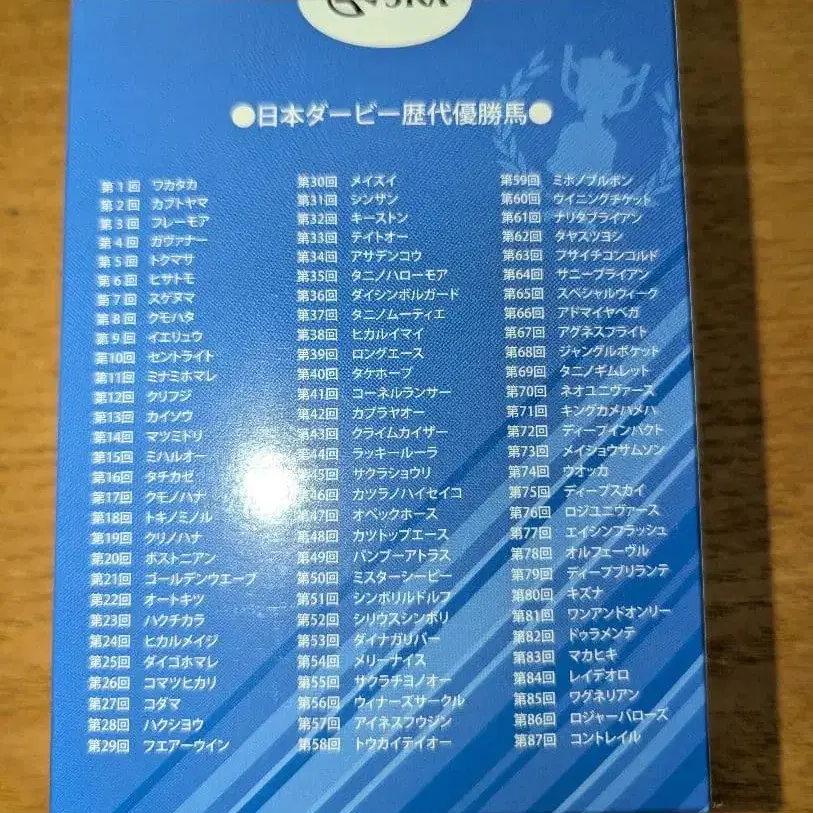 JRA
●日本ダービー歴代優勝馬●
第1回 ワカタカ
第2回 カブトヤマ
第3回 フレーモア
第4回 ガヴァナー
第5回 トクマサ
第6回 ヒサトモ
第7回 スゲヌマ
第8回 クモハタ
第9回 イエリュウ
第10回 セントライト
第11回 ミナミホマレ
第12回 クリフジ
第13回 カイソウ
第14回 マツミドリ
第15回 ミハルオー
第16回 タチカゼ
第17回 クモノハナ
第18回 トキノミノル
第19回 クリノハナ
第20回 ボストニアン
第21回 ゴールデンウエーブ
第22回 オートキツ
第23回 ハクチカラ
第24回 ヒカルメイジ
第25回 ダイゴホマレ
第26回 コマツヒカリ
第27回 コダマ
第28回 ハクシヨウ
第29回 フエアーウイン
第30回 メイズイ
第31回 シンザン
第32回 キーストン
第33回 テイトオー
第34回 アサデンコウ
第35回 タニノハローモア
第36回 ダイシンボルガード
第37回 タニノムーティエ
第38回 ヒカルイマイ
第39回 ロングエース
第40回 タケホープ
第41回 コーネルランサー
第42回 カブラヤオー
第43回 クライムカイザー
第44回 ラッキールーラ
第45回 サクラショウリ
第46回 カツラノハイセイコ
第47回 オペックホース
第48回 カツトップエース
第49回 バンブーアトラス
第50回 ミスターシービー
第51回 シンボリルドルフ
第52回 シリウスシンボリ
第53回 ダイナガリバー
第54回 メリーナイス
第55回 サクラチヨノオー
第56回 ウィナーズサークル
第57回 アイネスフウジン
第58回 トウカイテイオー
第59回 ミホノブルボン
第60回 ウイニングチケット
第61回 ナリタブライアン
第62回 タヤスツヨシ
第63回 フサイチコンコルド
第64回 サニーブライアン
第65回 スペシャルウィーク
第66回 アドマイヤベガ
第67回 アグネスフライト
第68回 ジャングルポケット
第69回 タニノギムレット
第70回 ネオユニヴァース
第71回 キングカメハメハ
第72回 ディープインパクト
第73回 メイショウサムソン
第74回 ウオッカ
第75回 ディープスカイ
第76回 ロジユニヴァース
第77回 エイシンフラッシュ
第78回 オルフェーヴル
第79回 ディープブリランテ
第80回 キズナ
第81回 ワンアンドオンリー
第82回 ドゥラメンテ
第83回 マカヒキ
第84回 レイデオロ
第85回 ワグネリアン
第86回 ロジャーバローズ
第87回 コントレイル